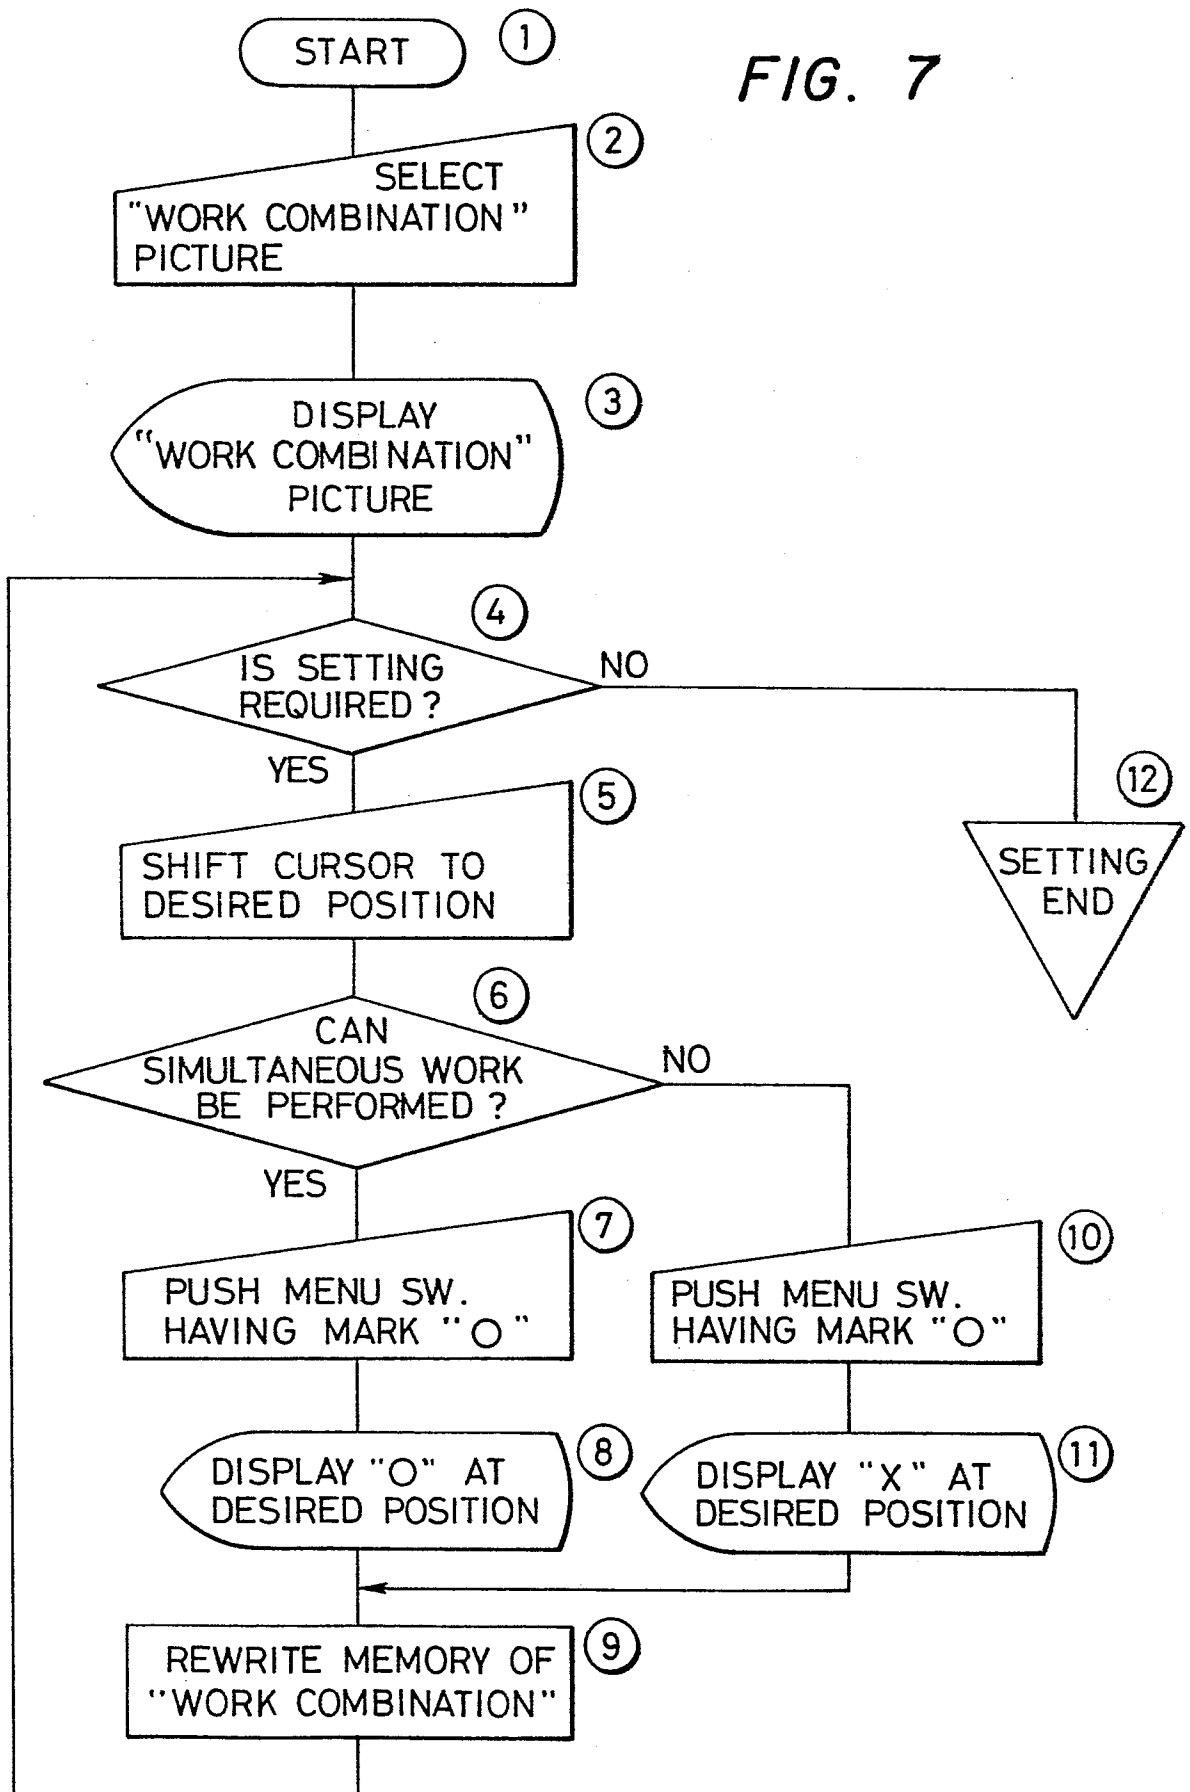 START
1
FIG. 7
2
SELECT
"WORK COMBINATION"
PICTURE
3
DISPLAY
"WORK COMBINATION"
PICTURE
4
IS SETTING
REQUIRED?
NO
YES
12
SETTING
END
5
SHIFT CURSOR TO
DESIRED POSITION
6
CAN
SIMULTANEOUS WORK
BE PERFORMED?
NO
YES
7
PUSH MENU SW.
HAVING MARK "O"
10
PUSH MENU SW.
HAVING MARK "O"
8
DISPLAY "O" AT
DESIRED POSITION
11
DISPLAY "X" AT
DESIRED POSITION
9
REWRITE MEMORY OF
"WORK COMBINATION"